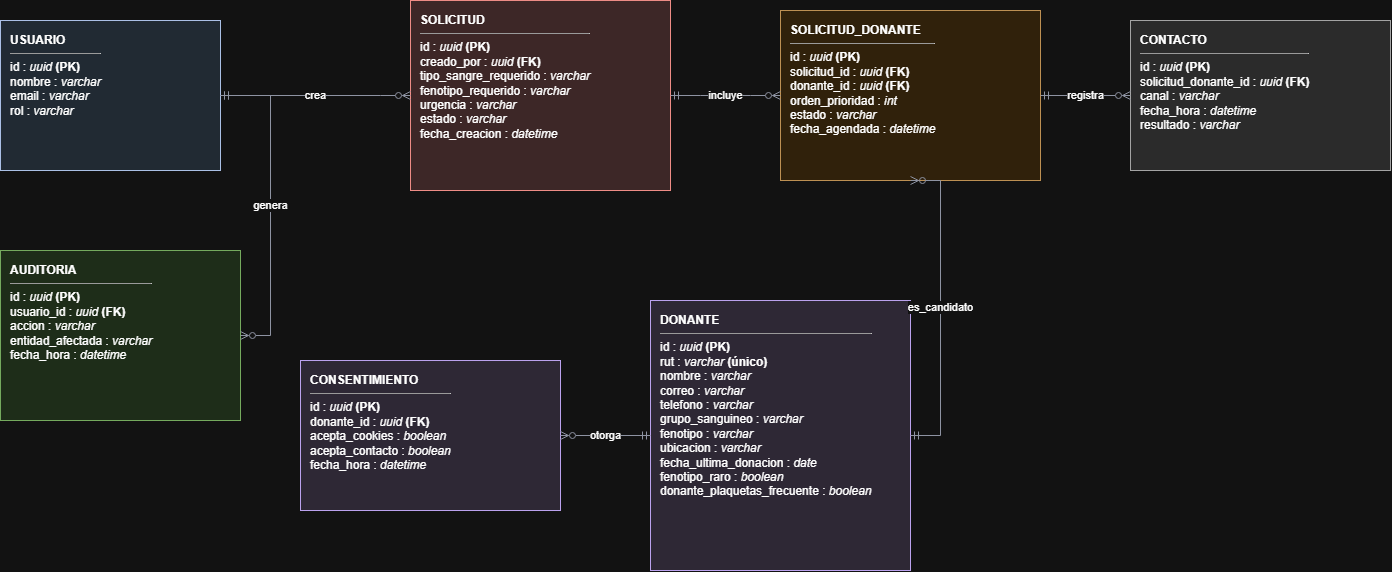 USUARIO
id : uuid (PK)
nombre : varchar
email : varchar
rol : varchar
crea
SOLICITUD
id : uuid (PK)
creado_por : uuid (FK)
tipo_sangre_requerido : varchar
fenotipo_requerido : varchar
urgencia : varchar
estado : varchar
fecha_creacion : datetime
incluye
SOLICITUD_DONANTE
id : uuid (PK)
solicitud_id : uuid (FK)
donante_id : uuid (FK)
orden_prioridad : int
estado : varchar
fecha_agendada : datetime
registra
CONTACTO
id : uuid (PK)
solicitud_donante_id : uuid (FK)
canal : varchar
fecha_hora : datetime
resultado : varchar
genera
AUDITORIA
id : uuid (PK)
usuario_id : uuid (FK)
accion : varchar
entidad_afectada : varchar
fecha_hora : datetime
CONSENTIMIENTO
id : uuid (PK)
donante_id : uuid (FK)
acepta_cookies : boolean
acepta_contacto : boolean
fecha_hora : datetime
otorga
DONANTE
id : uuid (PK)
rut : varchar (único)
nombre : varchar
correo : varchar
telefono : varchar
grupo_sanguineo : varchar
fenotipo : varchar
ubicacion : varchar
fecha_ultima_donacion : date
fenotipo_raro : boolean
donante_plaquetas_frecuente : boolean
es_candidato